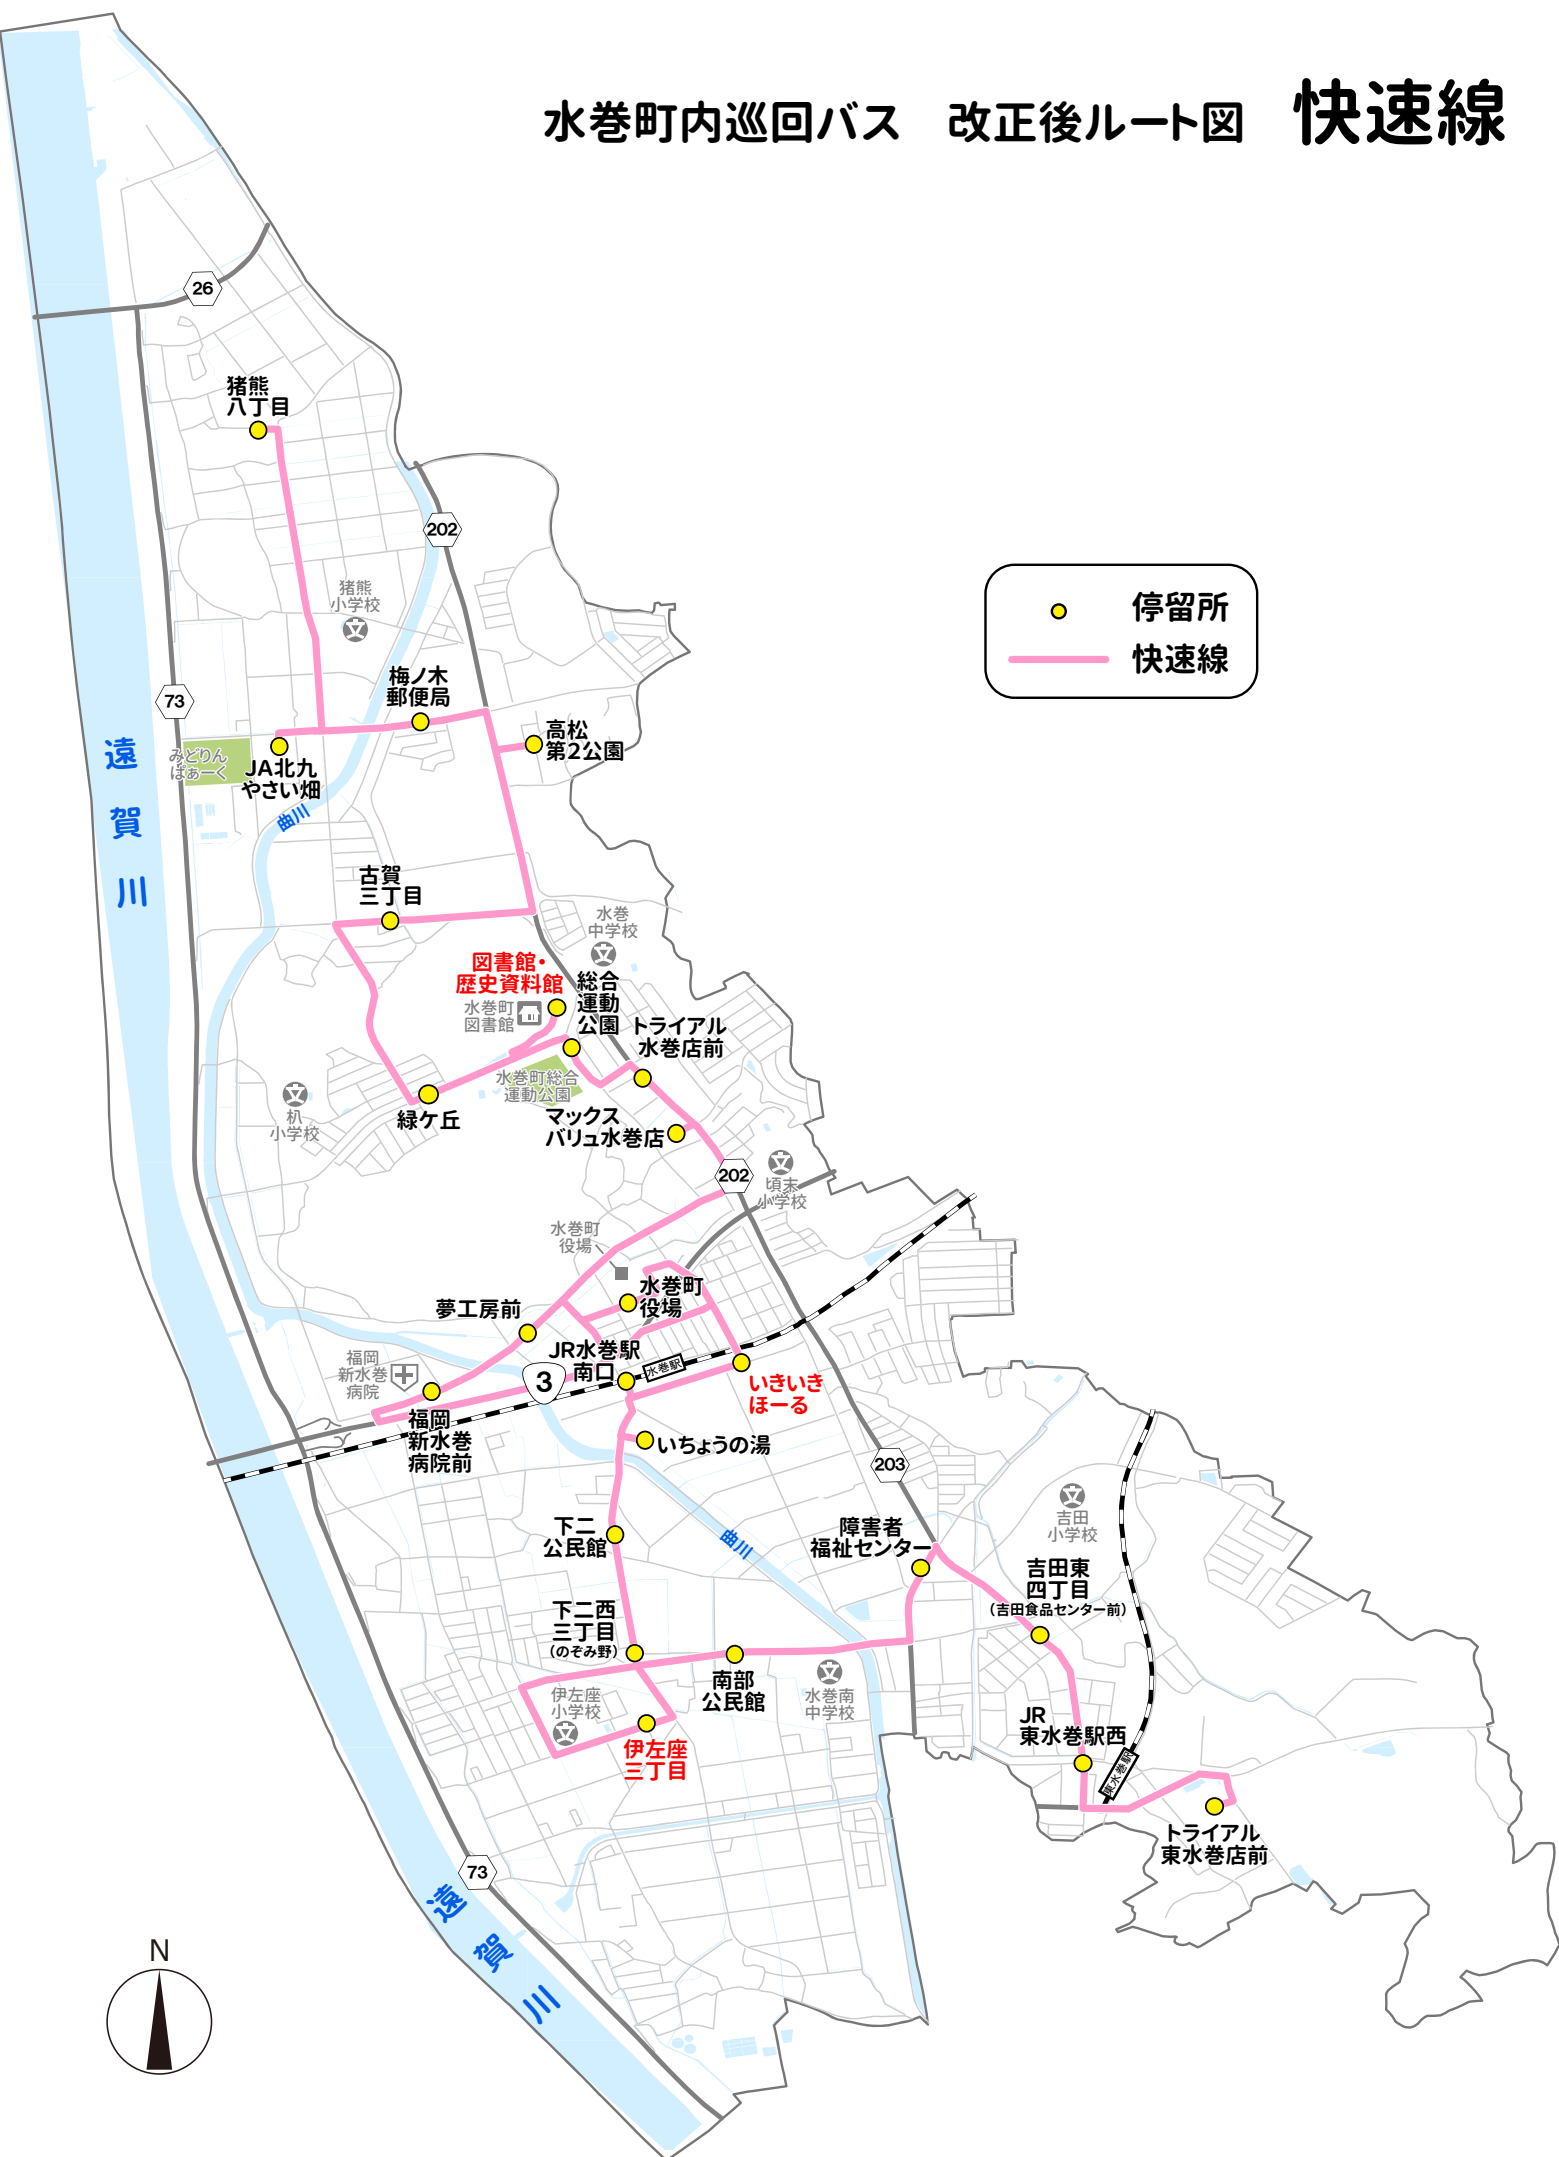 水巻町内巡回バス　改正後ルート図　快速線
26
猪熊
八丁目
202
停留所
快速線
猪熊
小学校
梅ノ木
郵便局
73
高松
第2公園
みどりん
ぱぁーく
JA北九
やさい畑
遠賀川
曲川
古賀
三丁目
水巻
中学校
図書館・
歴史資料館
総合
運動
公園
水巻町
図書館
トライアル
水巻店前
水巻町総合
運動公園
緑ケ丘
杁
小学校
マックス
バリュ水巻店
202
頃末
小学校
水巻町
役場
水巻町
役場
夢工房前
JR水巻駅
南口
水巻駅
福岡
新水巻
病院
3
いきいき
ほーる
福岡
新水巻
病院前
いちょうの湯
203
吉田
小学校
下二
公民館
曲川
障害者
福祉センター
吉田東
四丁目
（吉田食品センター前）
下二西
三丁目
（のぞみ野）
南部
公民館
水巻南
中学校
伊左座
小学校
伊左座
三丁目
JR
東水巻駅西
東水巻駅
トライアル
東水巻店前
73
遠賀川
N